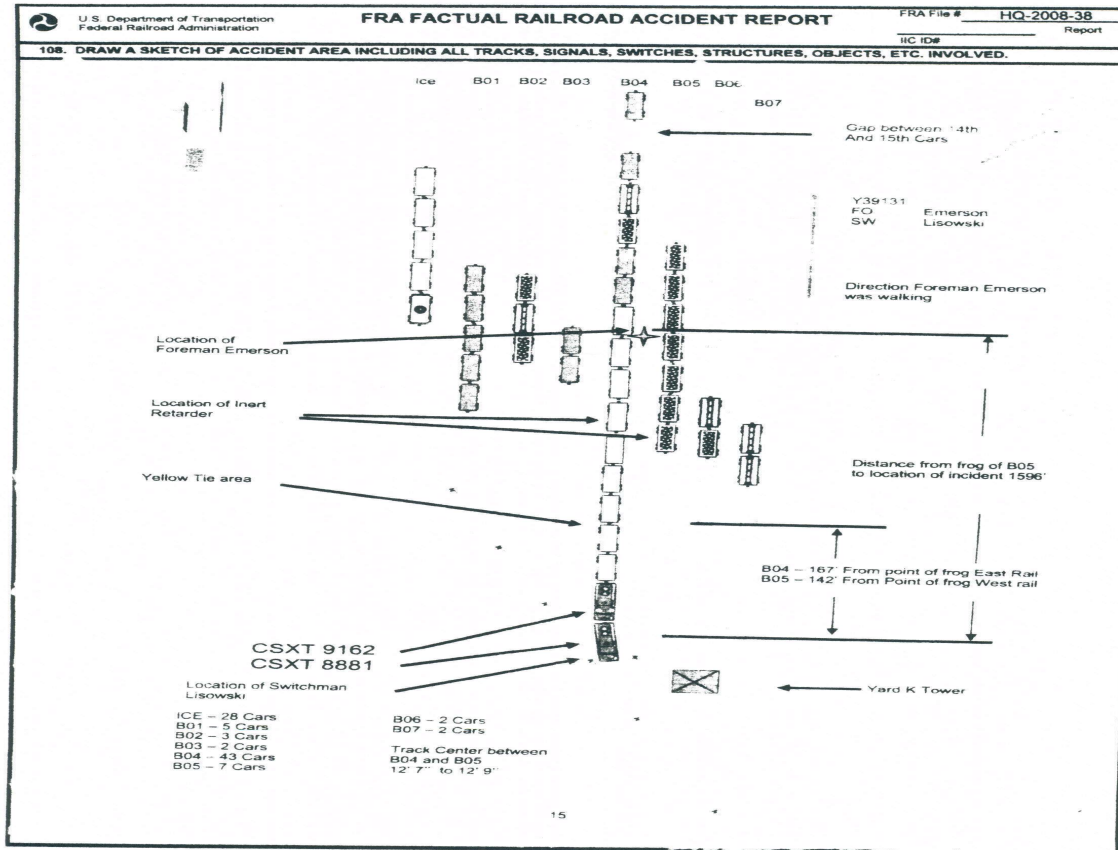 U.S. Department of Transportation
Federal Railroad Administration
FRA FACTUAL RAILROAD ACCIDENT REPORT
FRA File # HQ-2008-38
IIC ID# Report
108. DRAW A SKETCH OF ACCIDENT AREA INCLUDING ALL TRACKS, SIGNALS, SWITCHES, STRUCTURES, OBJECTS, ETC. INVOLVED.
Ice B01 B02 B03 B04 B05 B06
B07
Gap between 14th
And 15th Cars
Y39131
FO Emerson
SW Lisowski
Direction Foreman Emerson
was walking
Location of
Foreman Emerson
Location of Inert
Retarder
Yellow Tie area
Distance from frog of B05
to location of incident 1596'
B04 – 167' From point of frog East Rail
B05 – 142' From Point of frog West rail
CSXT 9162
CSXT 8881
Location of Switchman
Lisowski
Yard K Tower
ICE – 28 Cars
B01 – 5 Cars
B02 – 3 Cars
B03 – 2 Cars
B04 – 43 Cars
B05 – 7 Cars
B06 – 2 Cars
B07 – 2 Cars
Track Center between
B04 and B05
12' 7" to 12' 9"
15